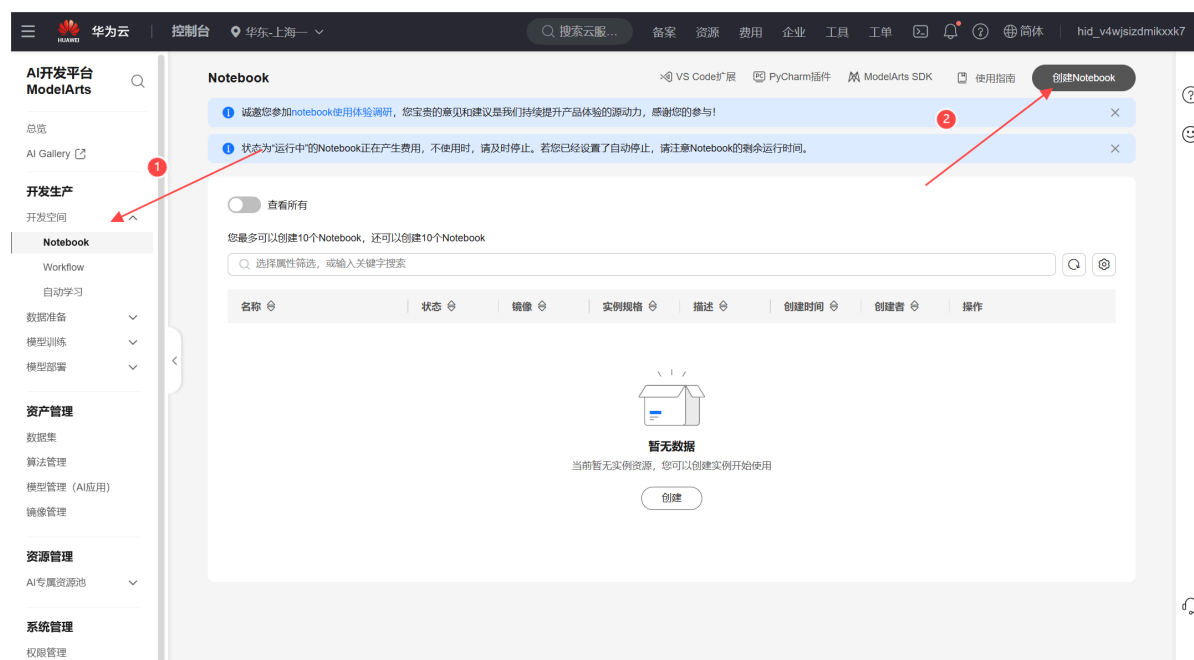 HUAWEI 华为云 控制台 华东-上海一 搜索云服... 备案 资源 费用 企业 工具 工单 简体 hid_v4wjsizdmikxxk7
AI开发平台
ModelArts
总览
AI Gallery
开发生产
开发空间
Notebook
Workflow
自动学习
数据准备
模型训练
模型部署
资产管理
数据集
算法管理
模型管理（AI应用）
镜像管理
资源管理
AI专属资源池
系统管理
权限管理
1
Notebook VS Code扩展 PyCharm插件 ModelArts SDK 使用指南 创建Notebook
诚邀您参加notebook使用体验调研，您宝贵的意见和建议是我们持续提升产品体验的源动力，感谢您的参与！
2
状态为“运行中”的Notebook正在产生费用，不使用时，请及时停止。若您已经设置了自动停止，请注意Notebook的剩余运行时间。
查看所有
您最多可以创建10个Notebook，还可以创建10个Notebook
选择属性筛选，或输入关键字搜索
名称 状态 镜像 实例规格 描述 创建时间 创建者 操作
暂无数据
当前暂无实例资源，您可以创建实例开始使用
创建